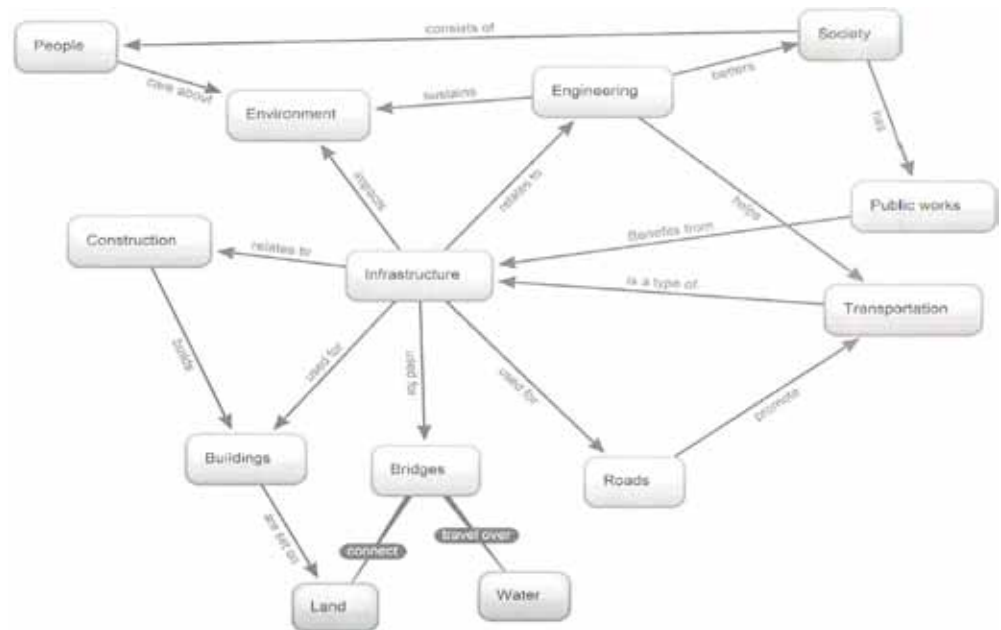 consists of
People
Society
care about
betters
Engineering
sustains
Environment
has
Public works
relates to
helps
Benefits from
Construction
relates to
Infrastructure
is a type of
Transportation
builds
used for
used for
used for
promote
Buildings
Bridges
Roads
are set on
connect
travel over
Land
Water